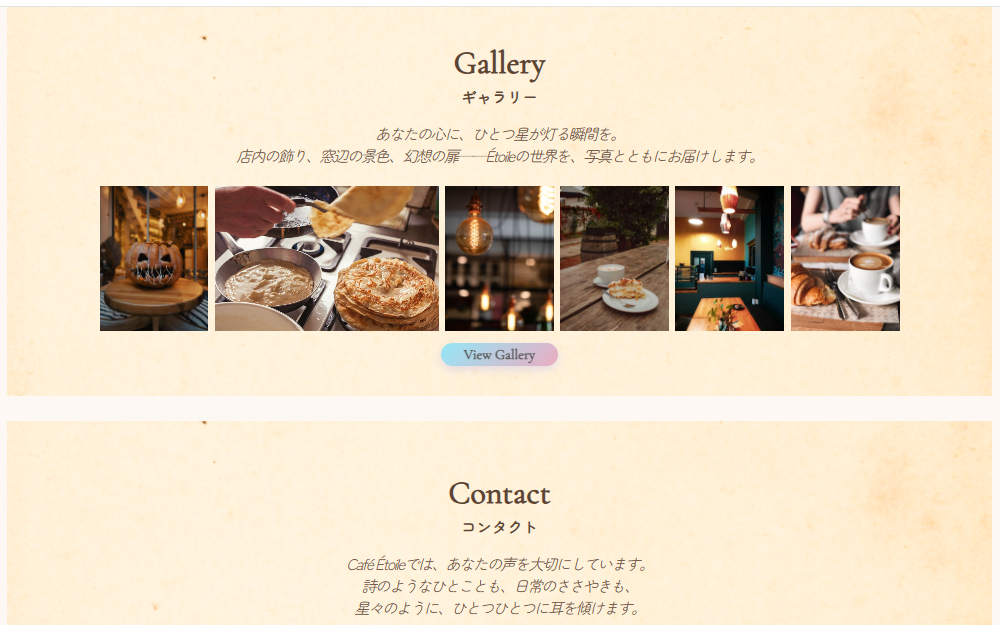 Gallery
ギャラリー
あなたの心に、ひとつ星が灯る瞬間を。
店内の飾り、窓辺の景色、幻想の扉──Étoileの世界を、写真とともにお届けします。
View Gallery
Contact
コンタクト
Café Étoileでは、あなたの声を大切にしています。
詩のようなひとことも、日常のささやきも、
星々のように、ひとつひとつに耳を傾けます。